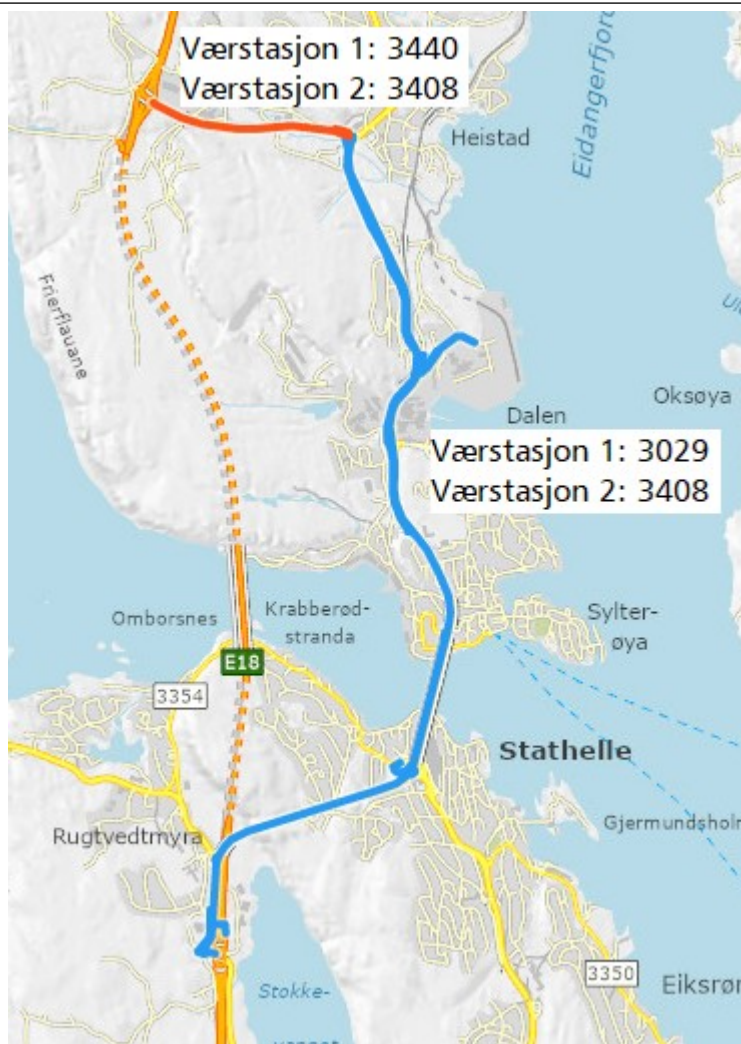 Værstasjon 1: 3440
Værstasjon 2: 3408
Eidangerfjord
Heistad
Frierflauane
Oksøya
Dalen
Værstasjon 1: 3029
Værstasjon 2: 3408
Omborsnes
Krabberød-
stranda
Sylter-
øya
E18
3354
Stathelle
Rugtvedtmyra
Gjermundsholm
3350
Eiksrør
Stokke-